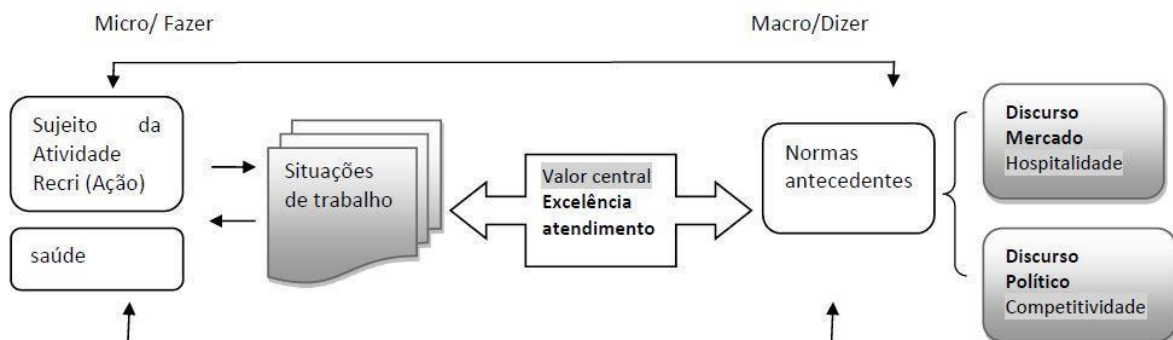 Micro/ Fazer
Macro/Dizer
Sujeito da
Atividade
Recri (Ação)
saúde
Situações
de trabalho
Valor central
Excelência
atendimento
Normas
antecedentes
Discurso
Mercado
Hospitalidade
Discurso
Político
Competitividade